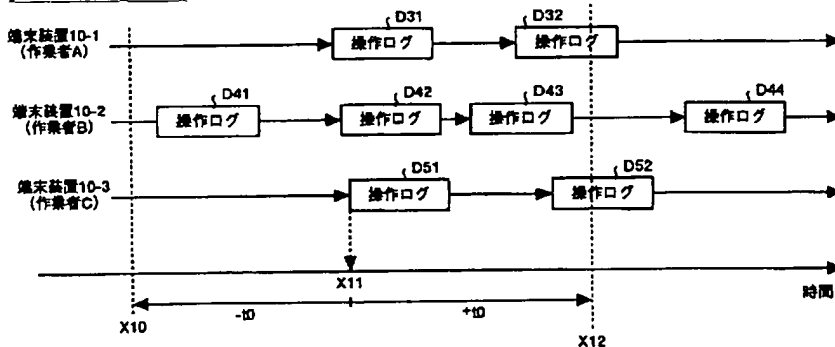 D31
D32
端末装置10-1
(作業者A)
操作ログ
操作ログ
D41
D42
D43
D44
端末装置10-2
(作業者B)
操作ログ
操作ログ
操作ログ
操作ログ
D51
D52
端末装置10-3
(作業者C)
操作ログ
操作ログ
X11
時間
-t0
+t0
X10
X12